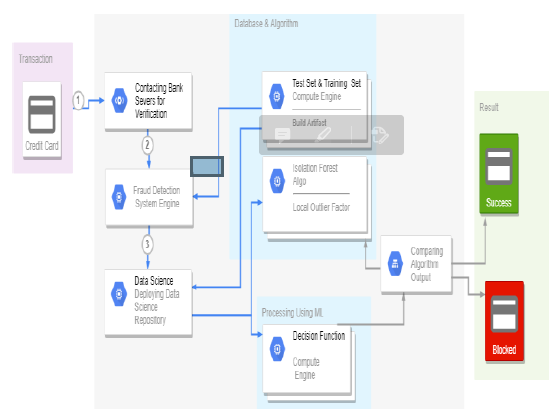 Database & Algorithm
Transaction
Credit Card
1
Contacting Bank
Severs for
Verification
2
Fraud Detection
System Engine
3
Data Science
Deploying Data
Science
Repository
Test Set & Training Set
Compute Engine
Build Artifact
Isolation Forest
Algo
Local Outlier Factor
Processing Using ML
Decision Function
Compute
Engine
Comparing
Algorithm
Output
Result
Success
Blocked